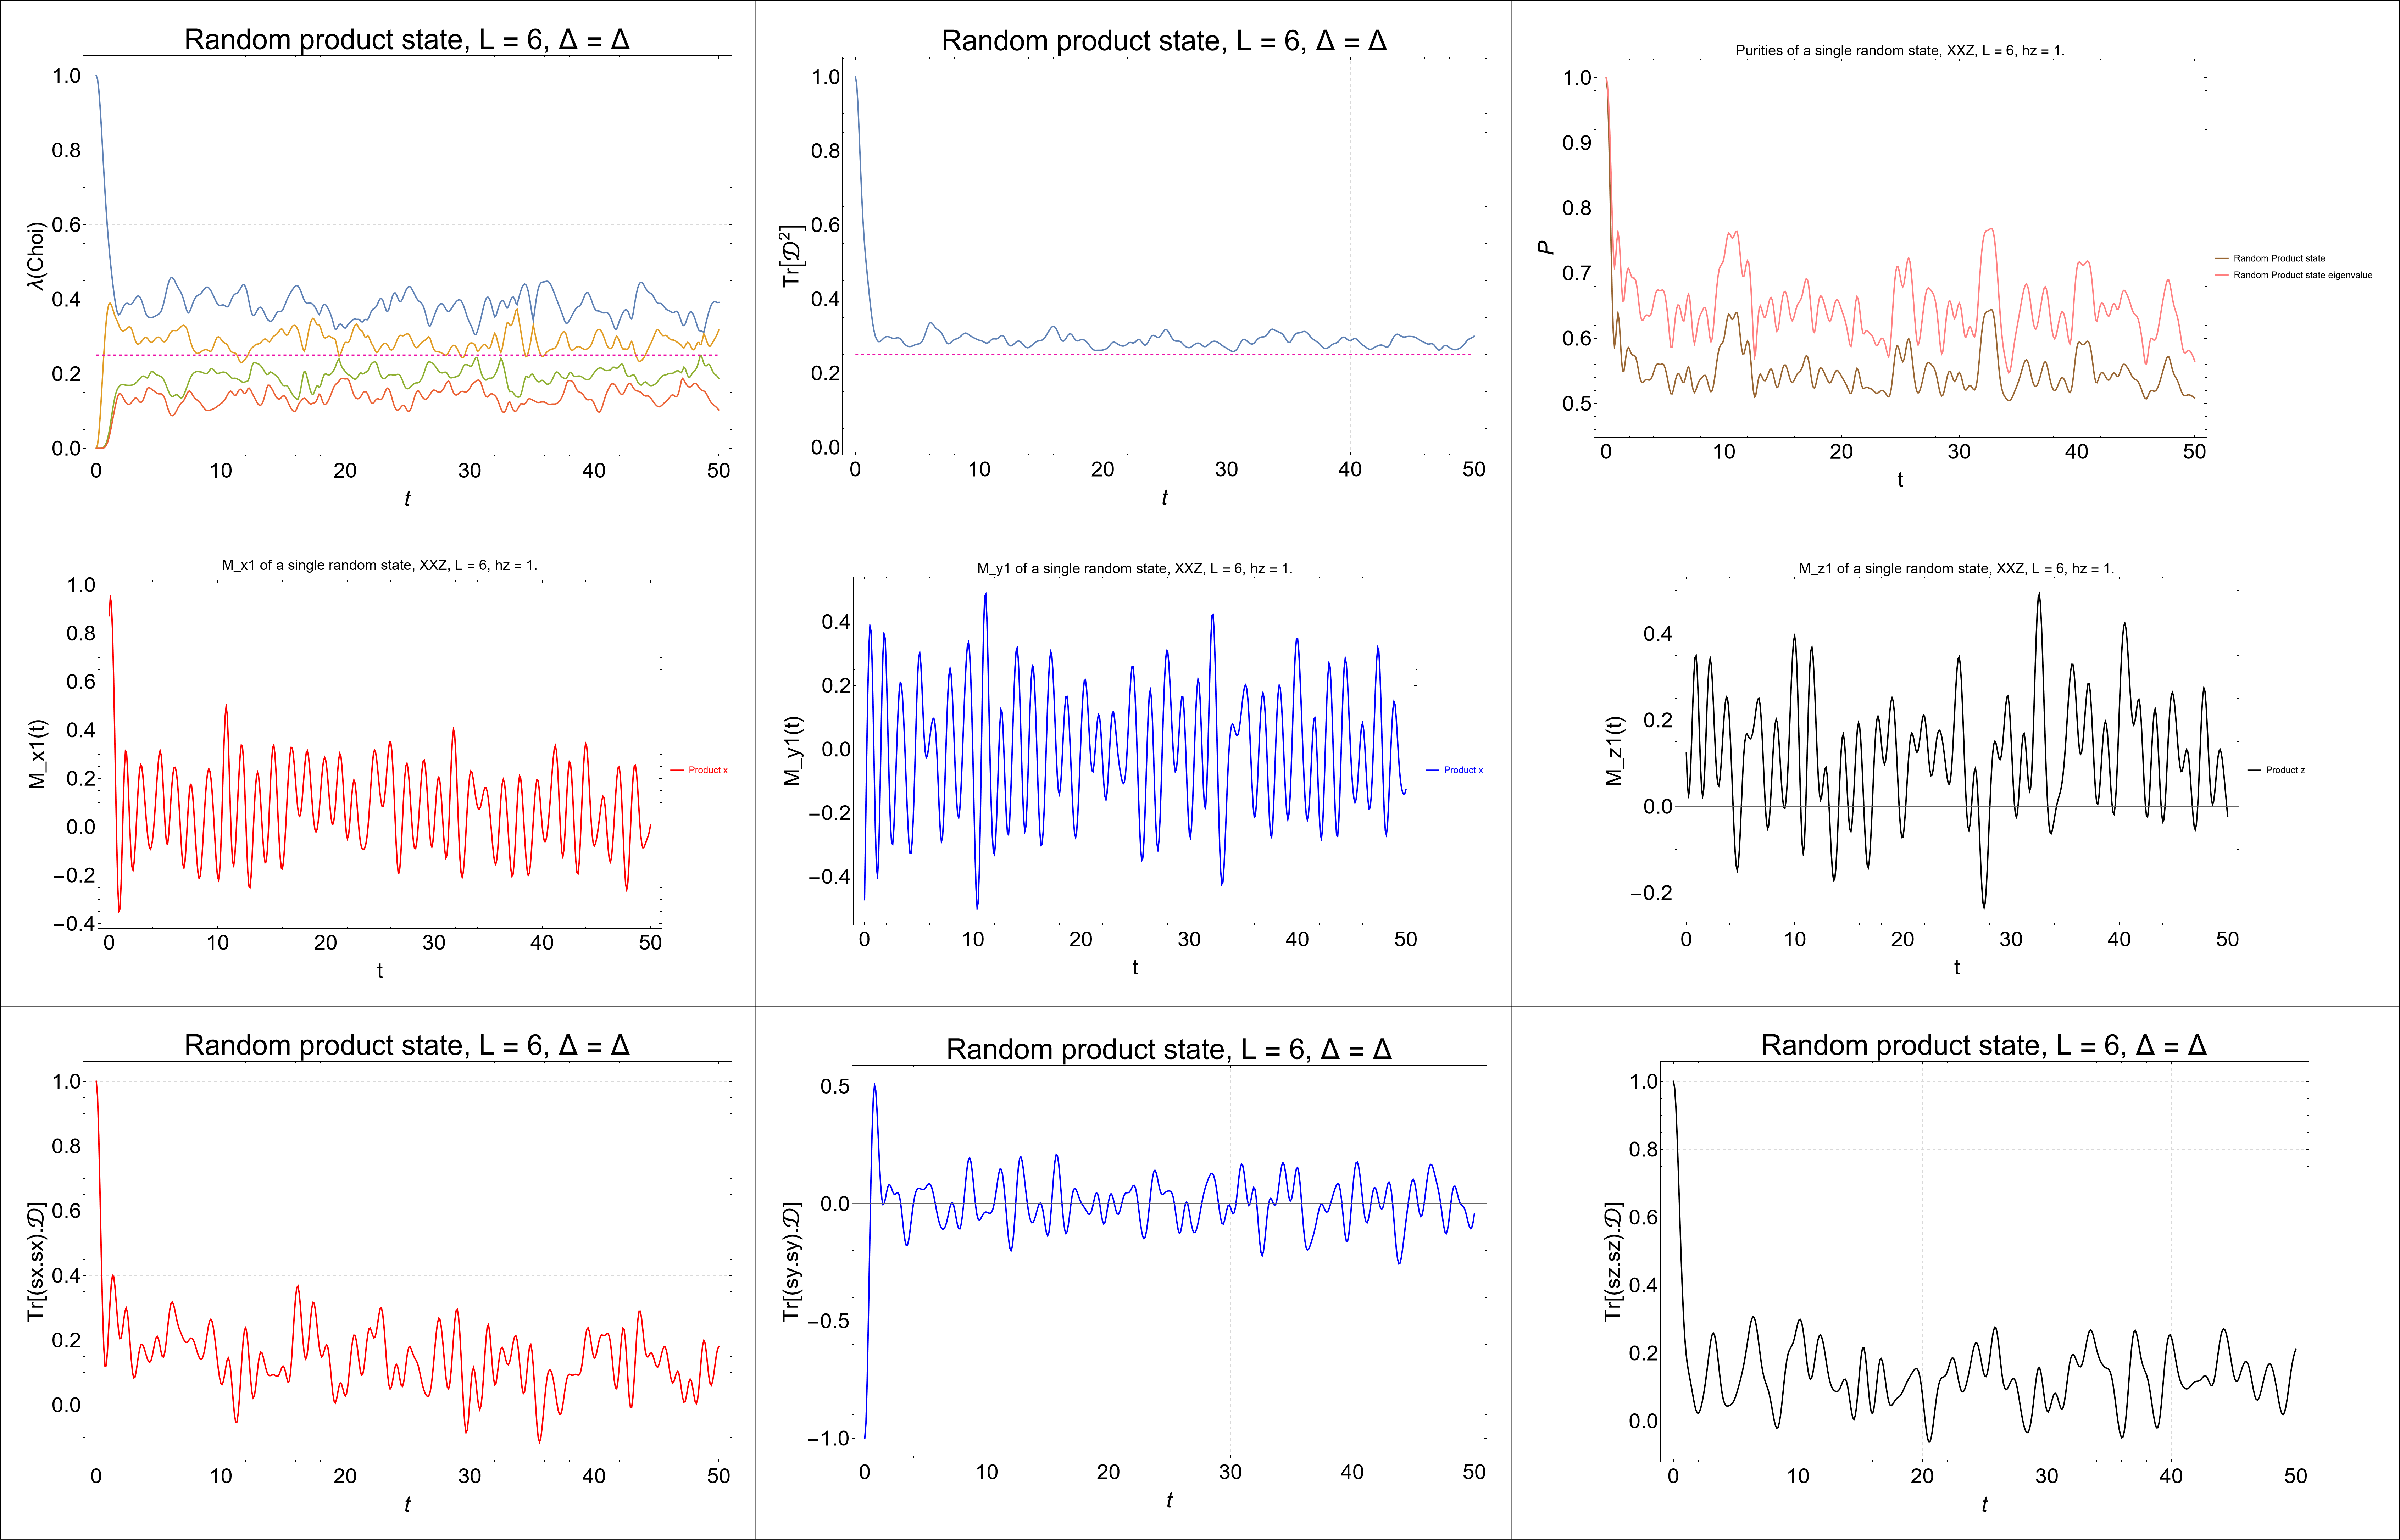 Random product state, L = 6, Δ = Δ
λ(Choi)
1.0
0.8
0.6
0.4
0.2
0.0
0 10 20 30 40 50
t
Random product state, L = 6, Δ = Δ
Tr[𝒟²]
1.0
0.8
0.6
0.4
0.2
0.0
0 10 20 30 40 50
t
Purities of a single random state, XXZ, L = 6, hz = 1.
P
1.0
0.9
0.8
0.7
0.6
0.5
0 10 20 30 40 50
t
Random Product state
Random Product state eigenvalue
M_x1 of a single random state, XXZ, L = 6, hz = 1.
M_x1(t)
1.0
0.8
0.6
0.4
0.2
0.0
−0.2
−0.4
0 10 20 30 40 50
t
Product x
M_y1 of a single random state, XXZ, L = 6, hz = 1.
M_y1(t)
0.4
0.2
0.0
−0.2
−0.4
0 10 20 30 40 50
t
Product x
M_z1 of a single random state, XXZ, L = 6, hz = 1.
M_z1(t)
0.4
0.2
0.0
−0.2
0 10 20 30 40 50
t
Product z
Random product state, L = 6, Δ = Δ
Tr[(sx.sx).𝒟]
1.0
0.8
0.6
0.4
0.2
0.0
0 10 20 30 40 50
t
Random product state, L = 6, Δ = Δ
Tr[(sy.sy).𝒟]
0.5
0.0
−0.5
−1.0
0 10 20 30 40 50
t
Random product state, L = 6, Δ = Δ
Tr[(sz.sz).𝒟]
1.0
0.8
0.6
0.4
0.2
0.0
0 10 20 30 40 50
t